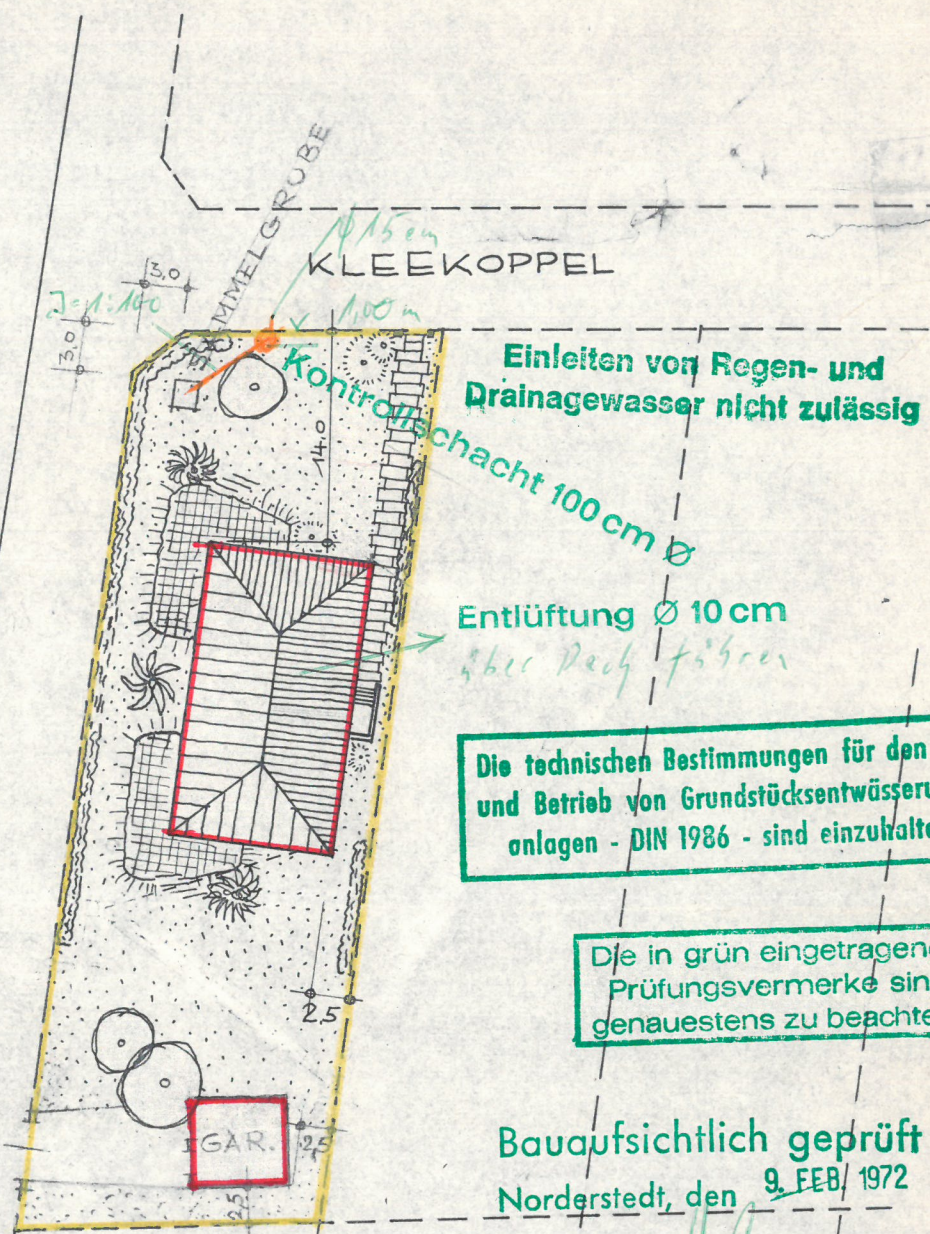 SAMMELGRUBE
Ø 15 cm
KLEEKOPPEL
3,0
J=1:100
1,00 m
3,0
Einleiten von Regen- und
Drainagewasser nicht zulässig
Kontrollschacht 100 cm Ø
14.0
Entlüftung Ø 10 cm
über Dach führen
Die technischen Bestimmungen für den
und Betrieb von Grundstücksentwässeru
anlagen - DIN 1986 - sind einzuhalte
Die in grün eingetragene
Prüfungsvermerke sin
genauestens zu beachte
2,5
GAR.
2,5
2,5
Bauaufsichtlich geprüft
Norderstedt, den 9. FEB. 1972